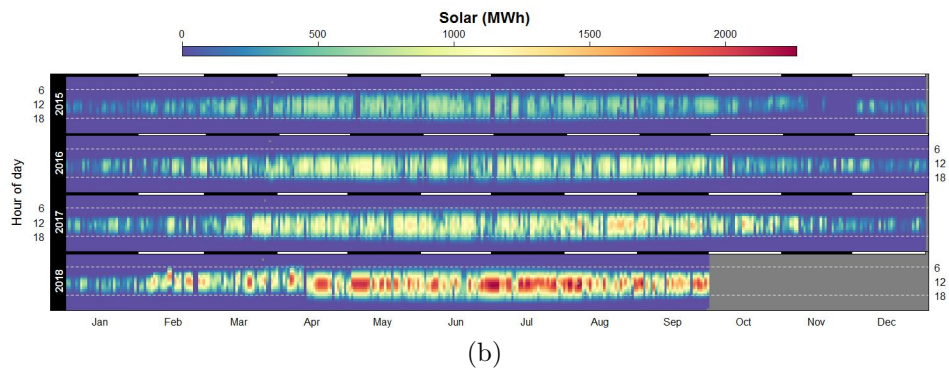 Solar (MWh)
0 500 1000 1500 2000
Hour of day
6 12 18 2015
2016 6 12 18
6 12 18 2017
2018 6 12 18
Jan Feb Mar Apr May Jun Jul Aug Sep Oct Nov Dec
(b)